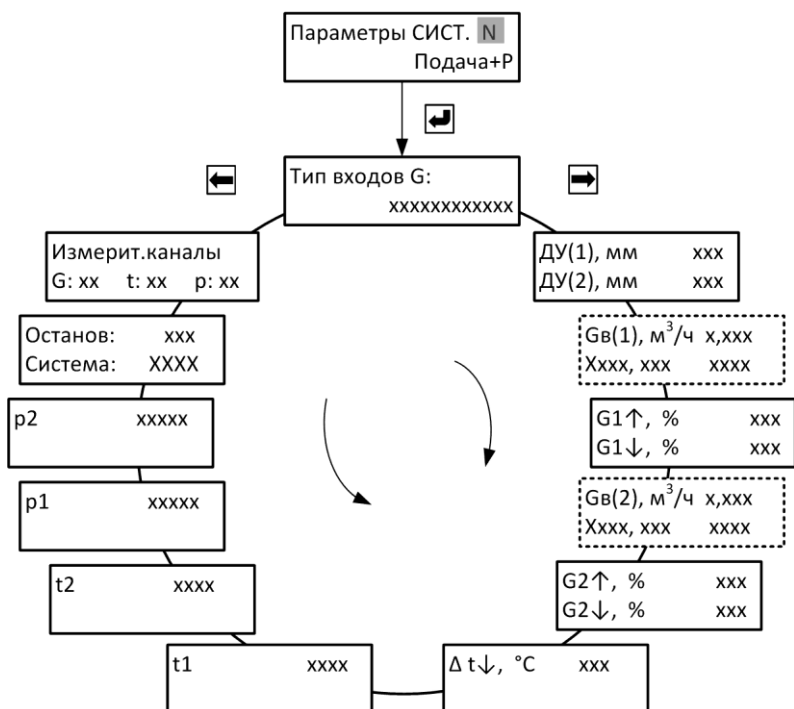 Параметры СИСТ. N
Подача+Р
Тип входов G:
xxxxxxxxxxxx
ДУ(1), мм xxx
ДУ(2), мм xxx
Gв(1), м³/ч x,xxx
Xxxx, xxx xxxx
G1↑, % xxx
G1↓, % xxx
Gв(2), м³/ч x,xxx
Xxxx, xxx xxxx
G2↑, % xxx
G2↓, % xxx
Δ t↓, °C xxx
t1 xxxx
t2 xxxx
p1 xxxxx
p2 xxxxx
Останов: xxx
Система: XXXX
Измерит.каналы
G: xx t: xx p: xx